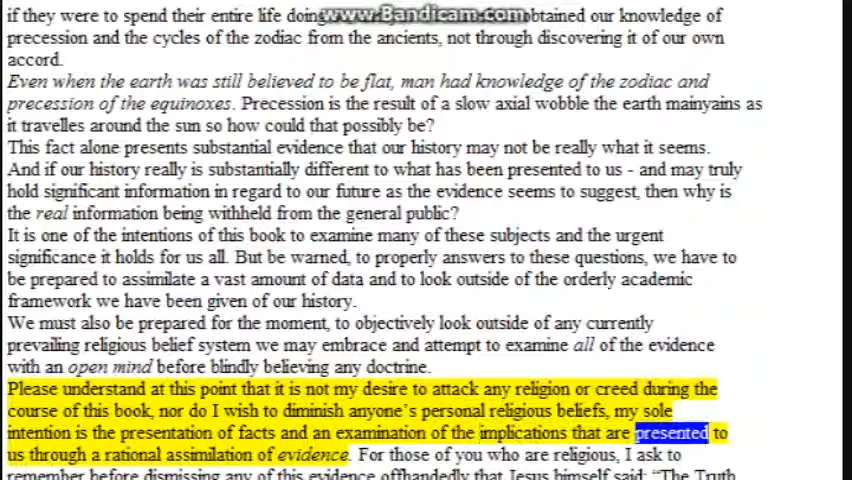 if they were to spend their entire life doing www.Bandicam.com obtained our knowledge of
precession and the cycles of the zodiac from the ancients, not through discovering it of our own
accord.
Even when the earth was still believed to be flat, man had knowledge of the zodiac and
precession of the equinoxes. Precession is the result of a slow axial wobble the earth mainyains as
it travelles around the sun so how could that possibly be?
This fact alone presents substantial evidence that our history may not be really what it seems.
And if our history really is substantially different to what has been presented to us - and may truly
hold significant information in regard to our future as the evidence seems to suggest, then why is
the real information being withheld from the general public?
It is one of the intentions of this book to examine many of these subjects and the urgent
significance it holds for us all. But be warned, to properly answers to these questions, we have to
be prepared to assimilate a vast amount of data and to look outside of the orderly academic
framework we have been given of our history.
We must also be prepared for the moment, to objectively look outside of any currently
prevailing religious belief system we may embrace and attempt to examine all of the evidence
with an open mind before blindly believing any doctrine.
Please understand at this point that it is not my desire to attack any religion or creed during the
course of this book, nor do I wish to diminish anyone's personal religious beliefs, my sole
intention is the presentation of facts and an examination of the implications that are presented to
us through a rational assimilation of evidence. For those of you who are religious, I ask to
remember before dismissing any of this evidence offhandedly that Jesus himself said: "The Truth